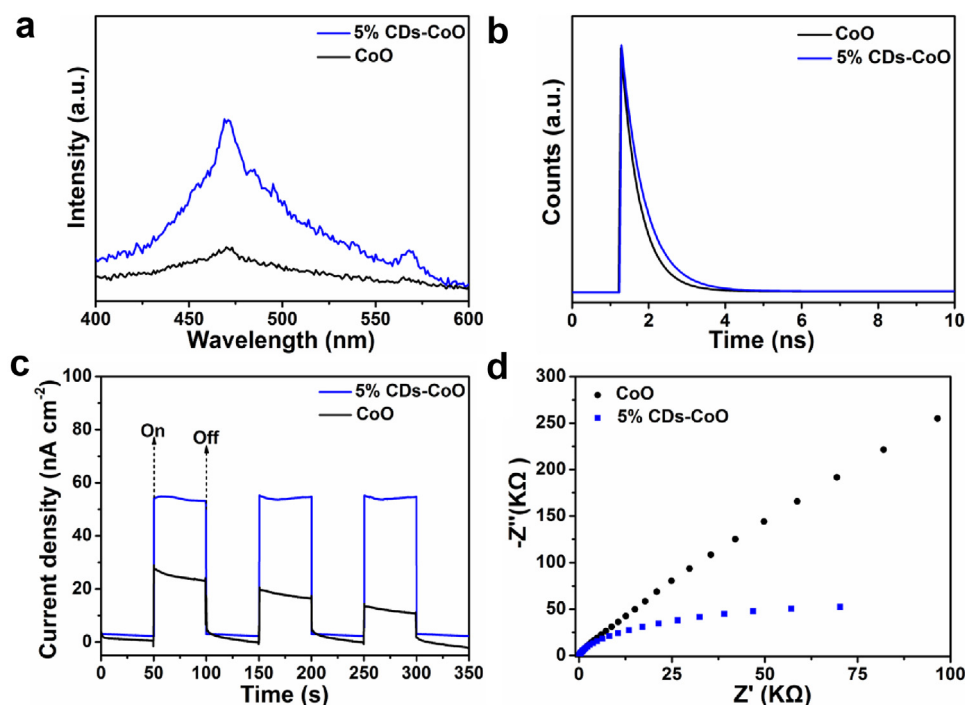 a
5% CDs-CoO
CoO
Intensity (a.u.)
400 450 500 550 600
Wavelength (nm)
b
CoO
5% CDs-CoO
Counts (a.u.)
0 2 4 6 8 10
Time (ns)
c
5% CDs-CoO
CoO
On
Off
Current density (nA cm⁻²)
100
80
60
40
20
0
0 50 100 150 200 250 300 350
Time (s)
d
CoO
5% CDs-CoO
-Z''(KΩ)
300
250
200
150
100
50
0
0 25 50 75 100
Z' (KΩ)